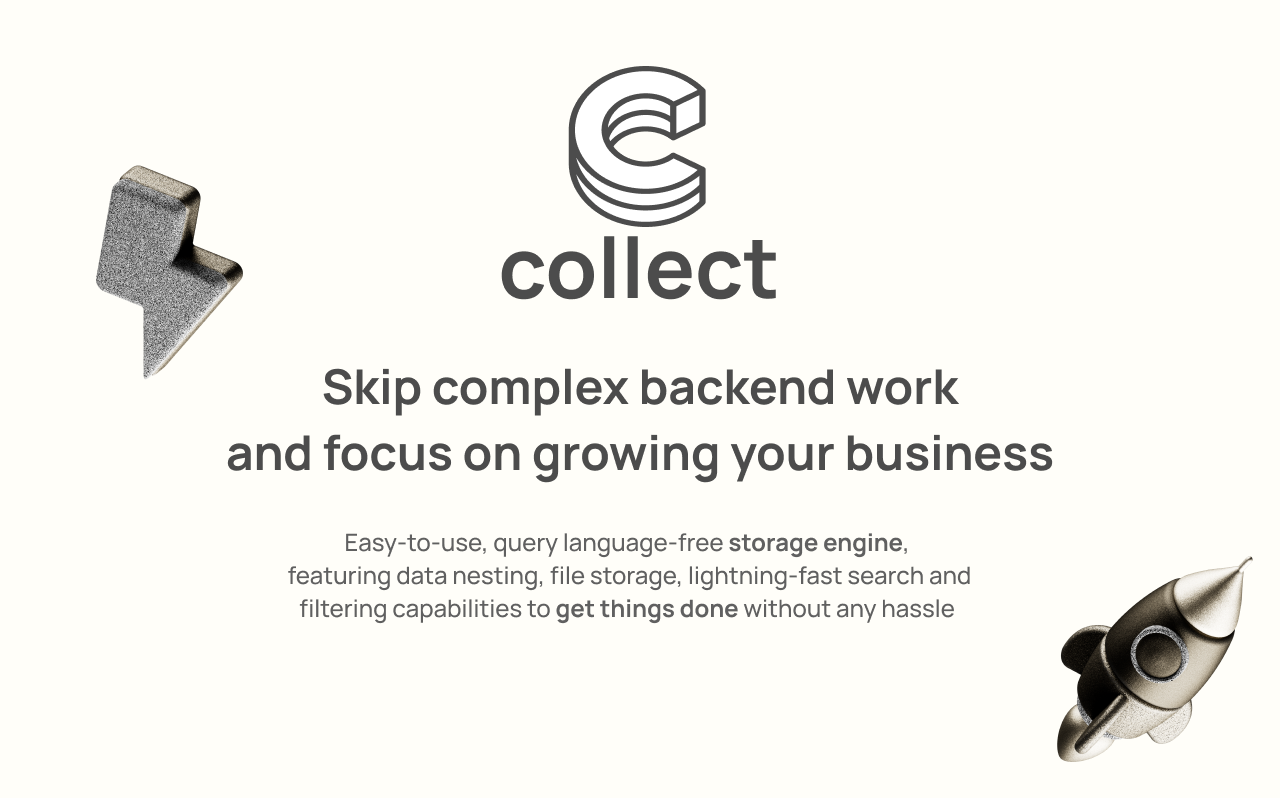 collect
Skip complex backend work
and focus on growing your business
Easy-to-use, query language-free storage engine,
featuring data nesting, file storage, lightning-fast search and
filtering capabilities to get things done without any hassle